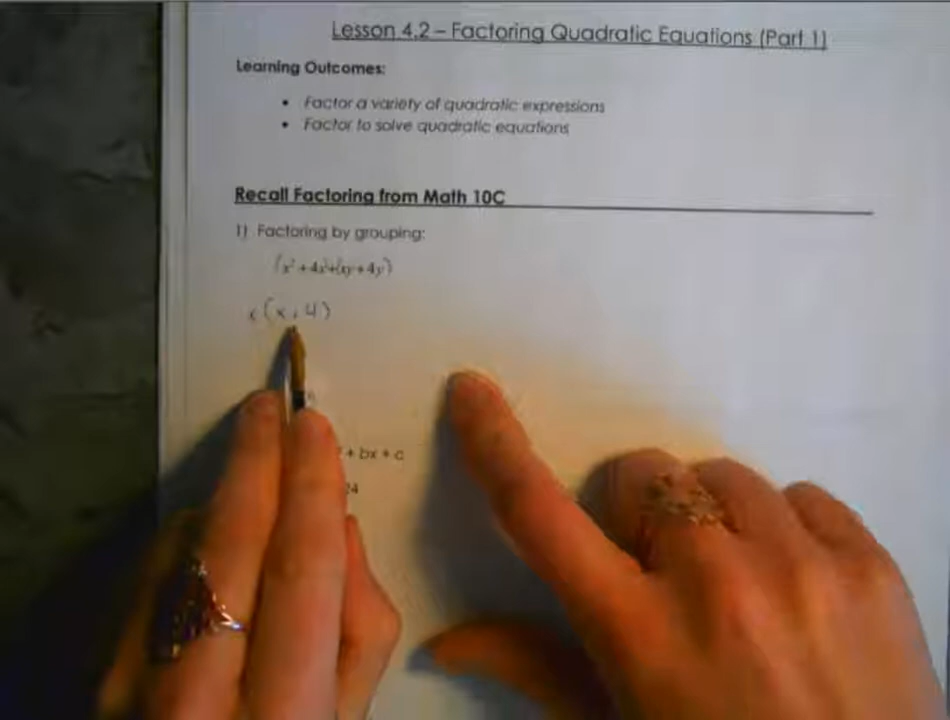 Lesson 4.2 – Factoring Quadratic Equations (Part 1)
Learning Outcomes:
• Factor a variety of quadratic expressions
• Factor to solve quadratic equations
Recall Factoring from Math 10C
1) Factoring by grouping:
(x² + 4x)+(xy + 4y)
x(x+4)
+ bx + c
24